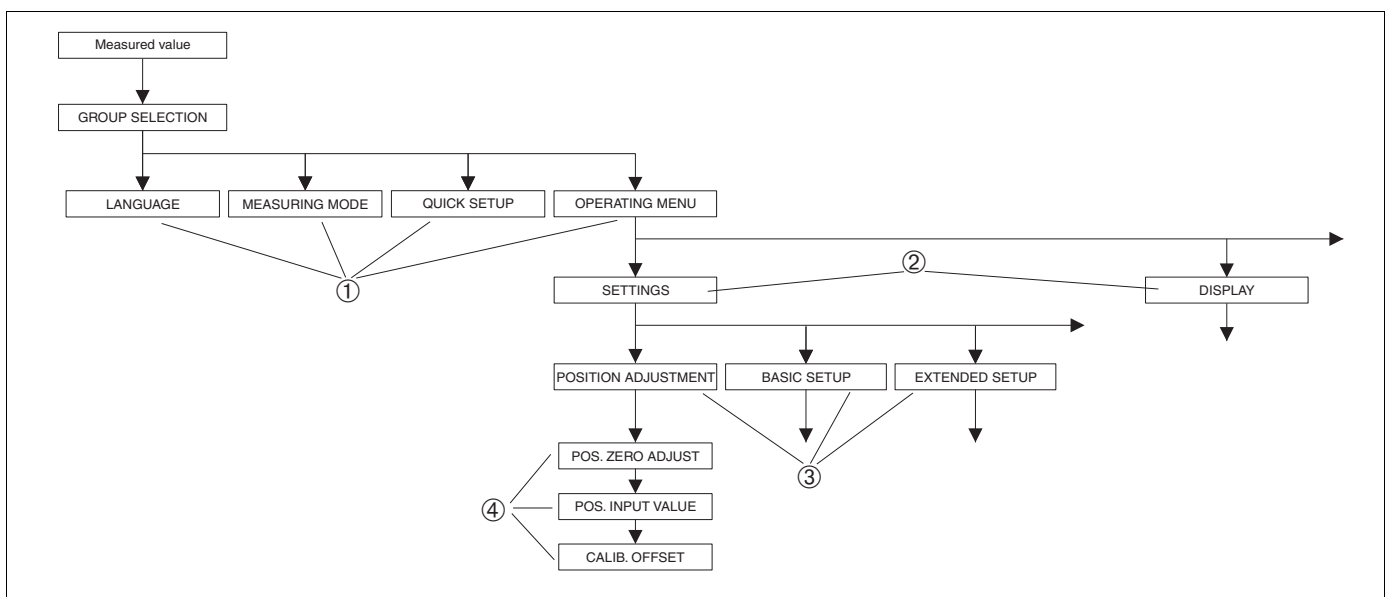 Measured value
GROUP SELECTION
LANGUAGE
MEASURING MODE
QUICK SETUP
OPERATING MENU
①
②
SETTINGS
DISPLAY
POSITION ADJUSTMENT
BASIC SETUP
EXTENDED SETUP
③
POS. ZERO ADJUST
④
POS. INPUT VALUE
CALIB. OFFSET